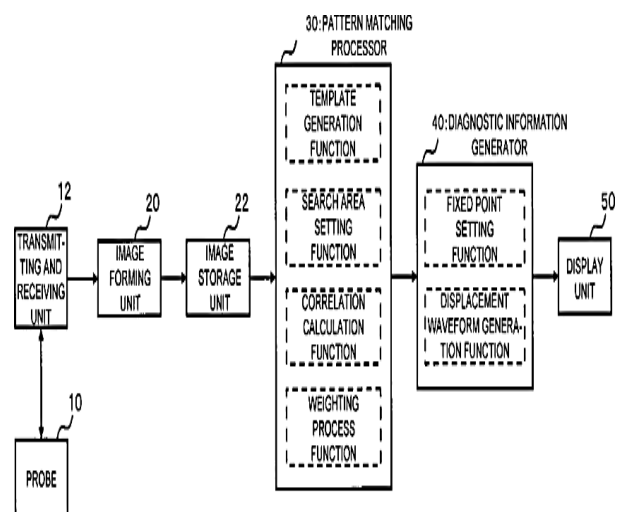 30: PATTERN MATCHING
PROCESSOR
TEMPLATE
GENERATION
FUNCTION
SEARCH AREA
SETTING
FUNCTION
CORRELATION
CALCULATION
FUNCTION
WEIGHTING
PROCESS
FUNCTION
40: DIAGNOSTIC INFORMATION
GENERATOR
FIXED POINT
SETTING
FUNCTION
DISPLACEMENT
WAVEFORM GENERA-
TION FUNCTION
12
TRANSMIT-
TING AND
RECEIVING
UNIT
20
IMAGE
FORMING
UNIT
22
IMAGE
STORAGE
UNIT
50
DISPLAY
UNIT
10
PROBE